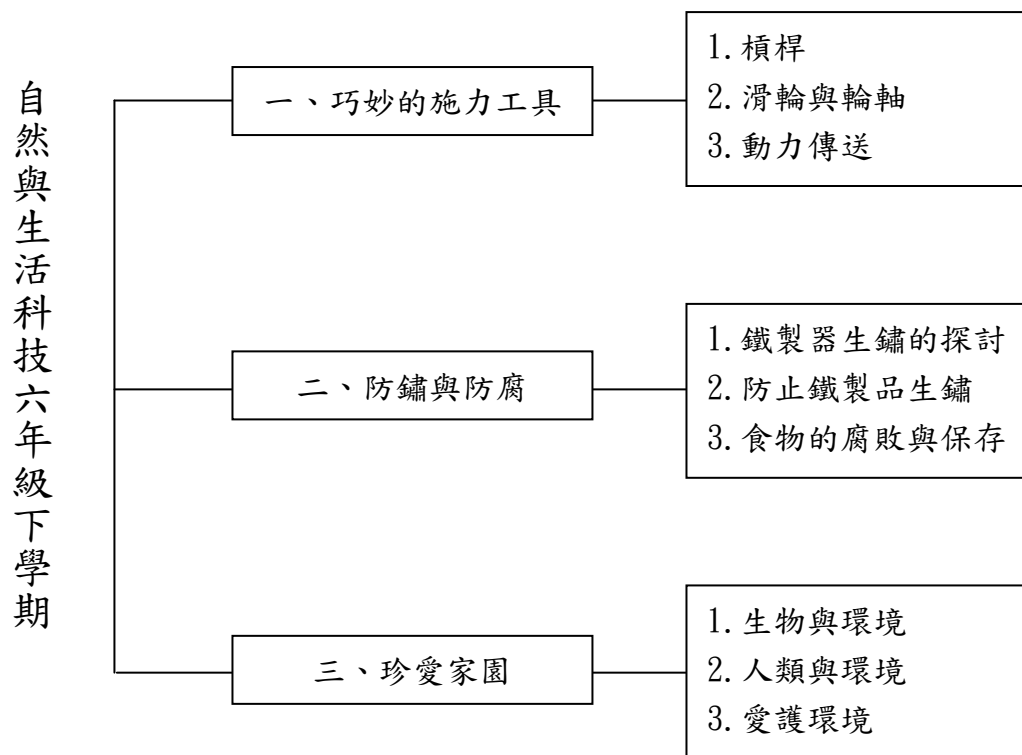 自然與生活科技六年級下學期
一、巧妙的施力工具
1.槓桿
2.滑輪與輪軸
3.動力傳送
二、防鏽與防腐
1.鐵製器生鏽的探討
2.防止鐵製品生鏽
3.食物的腐敗與保存
三、珍愛家園
1.生物與環境
2.人類與環境
3.愛護環境